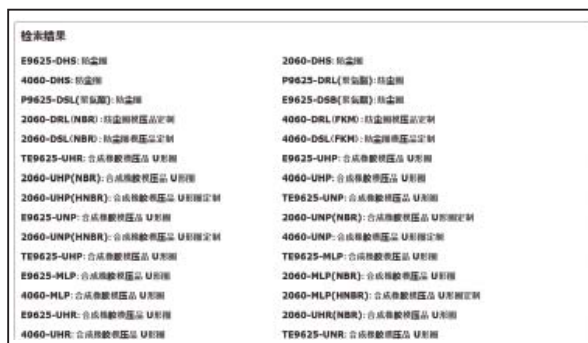 检索结果
E9625-DHS: 防尘圈 2060-DHS: 防尘圈
4060-DHS: 防尘圈 P9625-DRL(聚氨酯): 防尘圈
P9625-DSL(聚氨酯): 防尘圈 E9625-DSB(聚氨酯): 防尘圈
2060-DRL(NBR): 防尘圈模压品定制 4060-DRL(FKM): 防尘圈模压品定制
2060-DSL(NBR): 防尘圈模压品定制 4060-DSL(FKM): 防尘圈模压品定制
TE9625-UHR: 合成橡胶模压品 U形圈 E9625-UHP: 合成橡胶模压品 U形圈
2060-UHP(NBR): 合成橡胶模压品 U形圈 4060-UHP: 合成橡胶模压品 U形圈
2060-UHP(HNBR): 合成橡胶模压品 U形圈定制 TE9625-UNP: 合成橡胶模压品 U形圈
E9625-UNP: 合成橡胶模压品 U形圈 2060-UNP(NBR): 合成橡胶模压品 U形圈定制
2060-UNP(HNBR): 合成橡胶模压品 U形圈定制 4060-UNP: 合成橡胶模压品 U形圈定制
TE9625-UHP: 合成橡胶模压品 U形圈 TE9625-MLP: 合成橡胶模压品 U形圈
E9625-MLP: 合成橡胶模压品 U形圈 2060-MLP(NBR): 合成橡胶模压品 U形圈
4060-MLP: 合成橡胶模压品 U形圈 2060-MLP(HNBR): 合成橡胶模压品 U形圈定制
E9625-UHR: 合成橡胶模压品 U形圈 2060-UHR(NBR): 合成橡胶模压品 U形圈
4060-UHR: 合成橡胶模压品 U形圈 TE9625-UNR: 合成橡胶模压品 U形圈